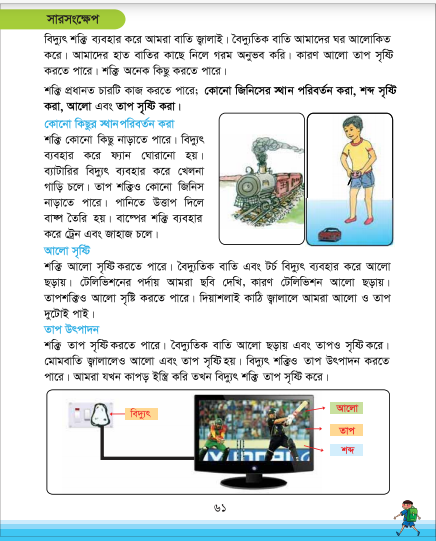 সারসংক্ষেপ
বিদ্যুৎ শক্তি ব্যবহার করে আমরা বাতি জ্বালাই। বৈদ্যুতিক বাতি আমাদের ঘর আলোকিত
করে। আমাদের হাত বাতির কাছে নিলে গরম অনুভব করি। কারণ আলো তাপ সৃষ্টি
করতে পারে। শক্তি অনেক কিছু করতে পারে।
শক্তি প্রধানত চারটি কাজ করতে পারে; কোনো জিনিসের স্থান পরিবর্তন করা, শব্দ সৃষ্টি
করা, আলো এবং তাপ সৃষ্টি করা।
কোনো কিছুর স্থান পরিবর্তন করা
শক্তি কোনো কিছু নাড়াতে পারে। বিদ্যুৎ
ব্যবহার করে ফ্যান ঘোরানো হয়।
ব্যাটারির বিদ্যুৎ ব্যবহার করে খেলনা
গাড়ি চলে। তাপ শক্তিও কোনো জিনিস
নাড়াতে পারে। পানিতে উত্তাপ দিলে
বাষ্প তৈরি হয়। বাষ্পের শক্তি ব্যবহার
করে ট্রেন এবং জাহাজ চলে।
আলো সৃষ্টি
শক্তি আলো সৃষ্টি করতে পারে। বৈদ্যুতিক বাতি এবং টর্চ বিদ্যুৎ ব্যবহার করে আলো
ছড়ায়। টেলিভিশনের পর্দায় আমরা ছবি দেখি, কারণ টেলিভিশন আলো ছড়ায়।
তাপশক্তিও আলো সৃষ্টি করতে পারে। দিয়াশলাই কাঠি জ্বালালে আমরা আলো ও তাপ
দুটোই পাই।
তাপ উৎপাদন
শক্তি তাপ সৃষ্টি করতে পারে। বৈদ্যুতিক বাতি আলো ছড়ায় এবং তাপও সৃষ্টি করে।
মোমবাতি জ্বালালেও আলো এবং তাপ সৃষ্টি হয়। বিদ্যুৎ শক্তিও তাপ উৎপাদন করতে
পারে। আমরা যখন কাপড় ইস্ত্রি করি তখন বিদ্যুৎ শক্তি তাপ সৃষ্টি করে।
বিদ্যুৎ
আলো
তাপ
শব্দ
৬১